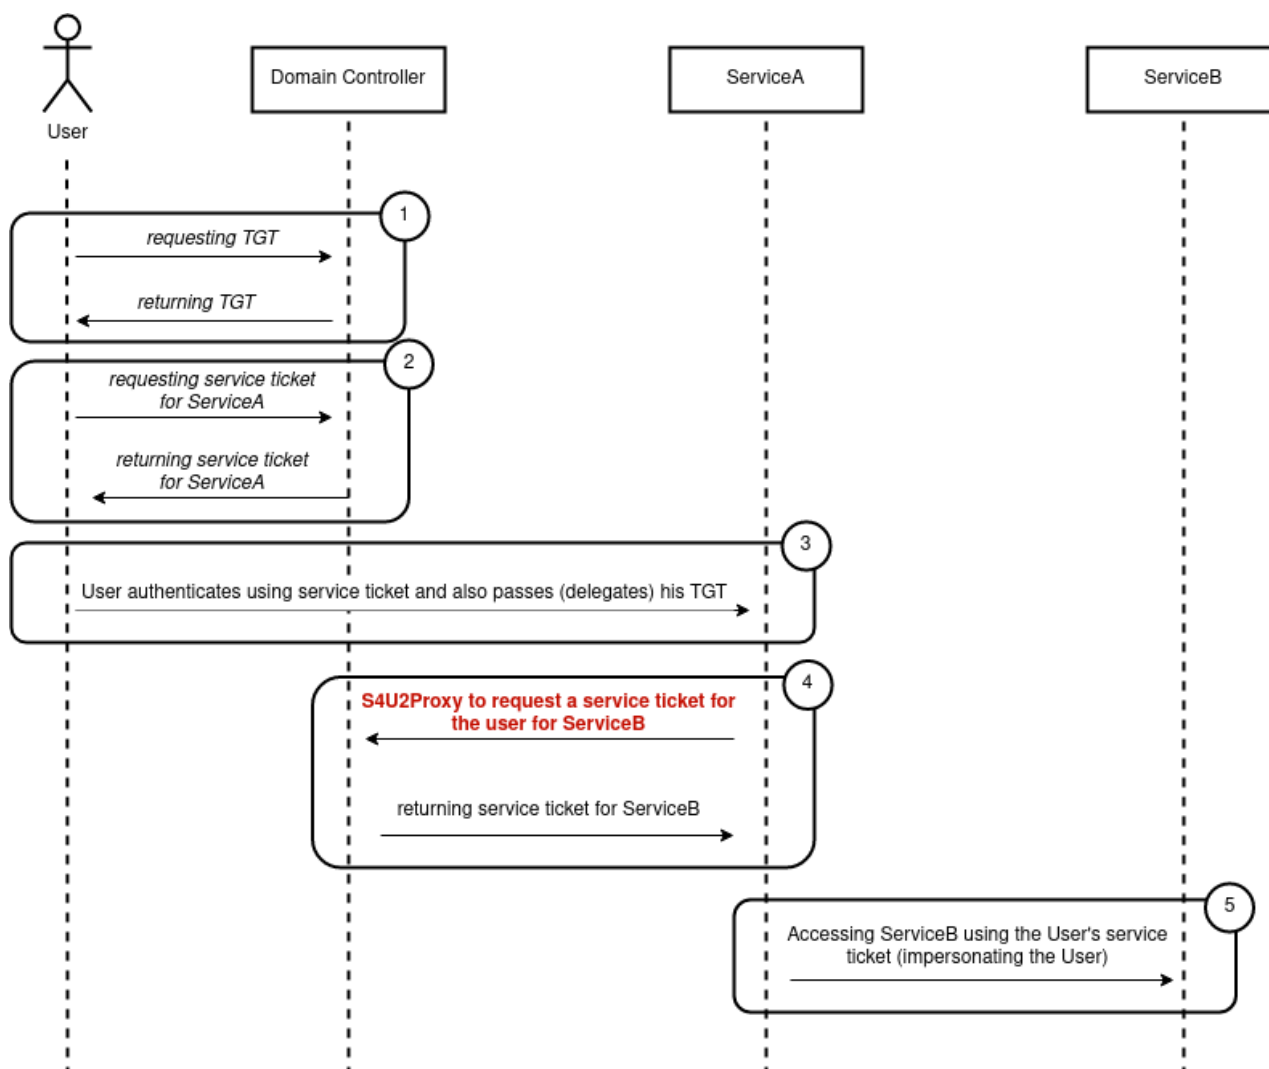 User
Domain Controller
ServiceA
ServiceB
1
requesting TGT
returning TGT
2
requesting service ticket
for ServiceA
returning service ticket
for ServiceA
3
User authenticates using service ticket and also passes (delegates) his TGT
4
S4U2Proxy to request a service ticket for
the user for ServiceB
returning service ticket for ServiceB
5
Accessing ServiceB using the User's service
ticket (impersonating the User)